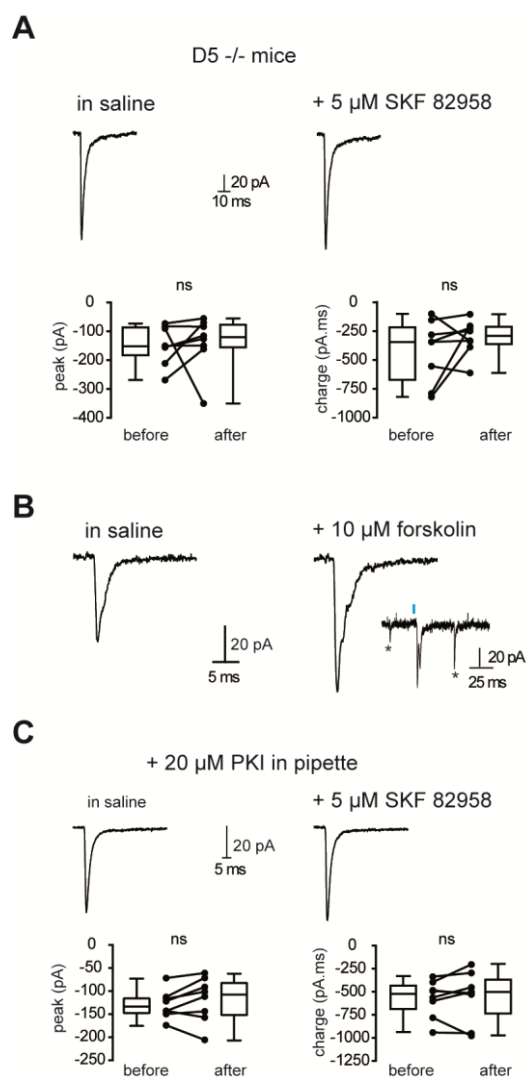 A
D5 -/- mice
in saline
+ 5 µM SKF 82958
20 pA
10 ms
ns
0
-100
-200
-300
-400
peak (pA)
before
after
ns
0
-250
-500
-750
-1000
charge (pA.ms)
before
after
B
in saline
+ 10 µM forskolin
20 pA
5 ms
*
*
20 pA
25 ms
C
+ 20 µM PKI in pipette
in saline
+ 5 µM SKF 82958
20 pA
5 ms
ns
0
-50
-100
-150
-200
-250
peak (pA)
before
after
ns
0
-250
-500
-750
-1000
-1250
charge (pA.ms)
before
after